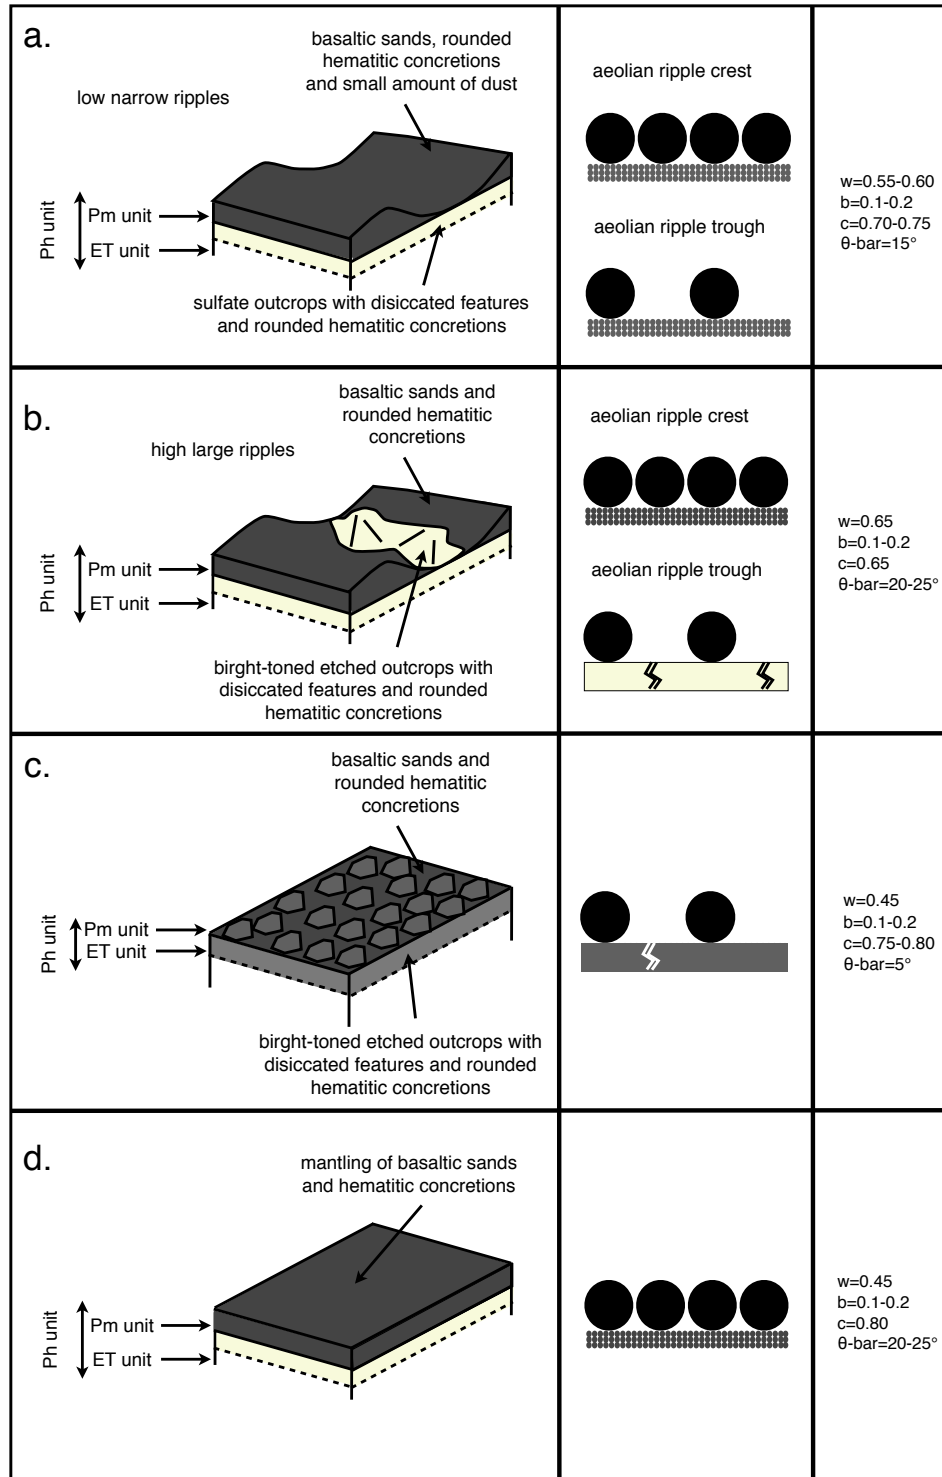 a.
basaltic sands, rounded
hematitic concretions
and small amount of dust
low narrow ripples
Ph unit
Pm unit
ET unit
sulfate outcrops with disiccated features
and rounded hematitic concretions
aeolian ripple crest
aeolian ripple trough
w=0.55-0.60
b=0.1-0.2
c=0.70-0.75
θ-bar=15°
b.
basaltic sands and
rounded hematitic
concretions
high large ripples
Ph unit
Pm unit
ET unit
biright-toned etched outcrops with
disiccated features and rounded
hematitic concretions
aeolian ripple crest
aeolian ripple trough
w=0.65
b=0.1-0.2
c=0.65
θ-bar=20-25°
c.
basaltic sands and
rounded hematitic
concretions
Ph unit
Pm unit
ET unit
birght-toned etched outcrops with
disiccated features and rounded
hematitic concretions
w=0.45
b=0.1-0.2
c=0.75-0.80
θ-bar=5°
d.
mantling of basaltic sands
and hematitic concretions
Ph unit
Pm unit
ET unit
w=0.45
b=0.1-0.2
c=0.80
θ-bar=20-25°